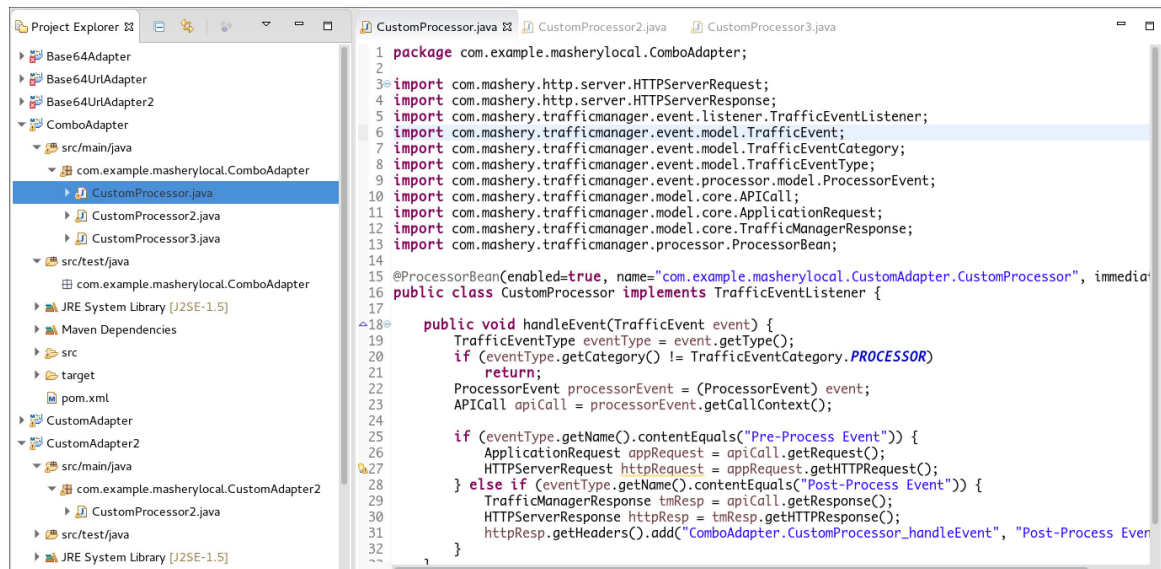 Project Explorer
Base64Adapter
Base64UrlAdapter
Base64UrlAdapter2
ComboAdapter
src/main/java
com.example.masherylocal.ComboAdapter
CustomProcessor.java
CustomProcessor2.java
CustomProcessor3.java
src/test/java
com.example.masherylocal.ComboAdapter
JRE System Library [J2SE-1.5]
Maven Dependencies
src
target
pom.xml
CustomAdapter
CustomAdapter2
src/main/java
com.example.masherylocal.CustomAdapter2
CustomProcessor2.java
src/test/java
JRE System Library [J2SE-1.5]
CustomProcessor.java CustomProcessor2.java CustomProcessor3.java
1 package com.example.masherylocal.ComboAdapter;
2
3 import com.mashery.http.server.HTTPServerRequest;
4 import com.mashery.http.server.HTTPServerResponse;
5 import com.mashery.trafficmanager.event.listener.TrafficEventListener;
6 import com.mashery.trafficmanager.event.model.TrafficEvent;
7 import com.mashery.trafficmanager.event.model.TrafficEventCategory;
8 import com.mashery.trafficmanager.event.model.TrafficEventType;
9 import com.mashery.trafficmanager.event.processor.model.ProcessorEvent;
10 import com.mashery.trafficmanager.model.core.APICall;
11 import com.mashery.trafficmanager.model.core.ApplicationRequest;
12 import com.mashery.trafficmanager.model.core.TrafficManagerResponse;
13 import com.mashery.trafficmanager.processor.ProcessorBean;
14
15 @ProcessorBean(enabled=true, name="com.example.masherylocal.CustomAdapter.CustomProcessor", immediat
16 public class CustomProcessor implements TrafficEventListener {
17
18 public void handleEvent(TrafficEvent event) {
19 TrafficEventType eventType = event.getType();
20 if (eventType.getCategory() != TrafficEventCategory.PROCESSOR)
21 return;
22 ProcessorEvent processorEvent = (ProcessorEvent) event;
23 APICall apiCall = processorEvent.getCallContext();
24
25 if (eventType.getName().contentEquals("Pre-Process Event")) {
26 ApplicationRequest appRequest = apiCall.getRequest();
27 HTTPServerRequest httpRequest = appRequest.getHTTPRequest();
28 } else if (eventType.getName().contentEquals("Post-Process Event")) {
29 TrafficManagerResponse tmResp = apiCall.getResponse();
30 HTTPServerResponse httpResp = tmResp.getHTTPResponse();
31 httpResp.getHeaders().add("ComboAdapter.CustomProcessor_handleEvent", "Post-Process Even
32 }